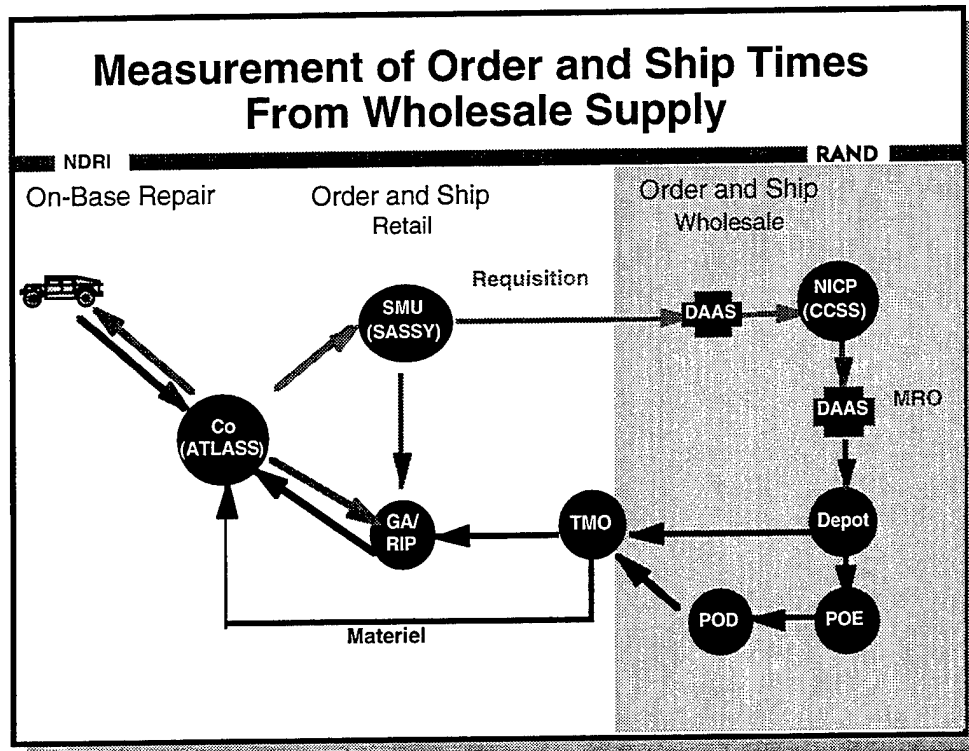 Measurement of Order and Ship Times
From Wholesale Supply
NDRI
RAND
On-Base Repair
Order and Ship
Retail
Order and Ship
Wholesale
Requisition
SMU
(SASSY)
DAAS
NICP
(CCSS)
DAAS
MRO
Co
(ATLASS)
GA/
RIP
TMO
Depot
POD
POE
Materiel